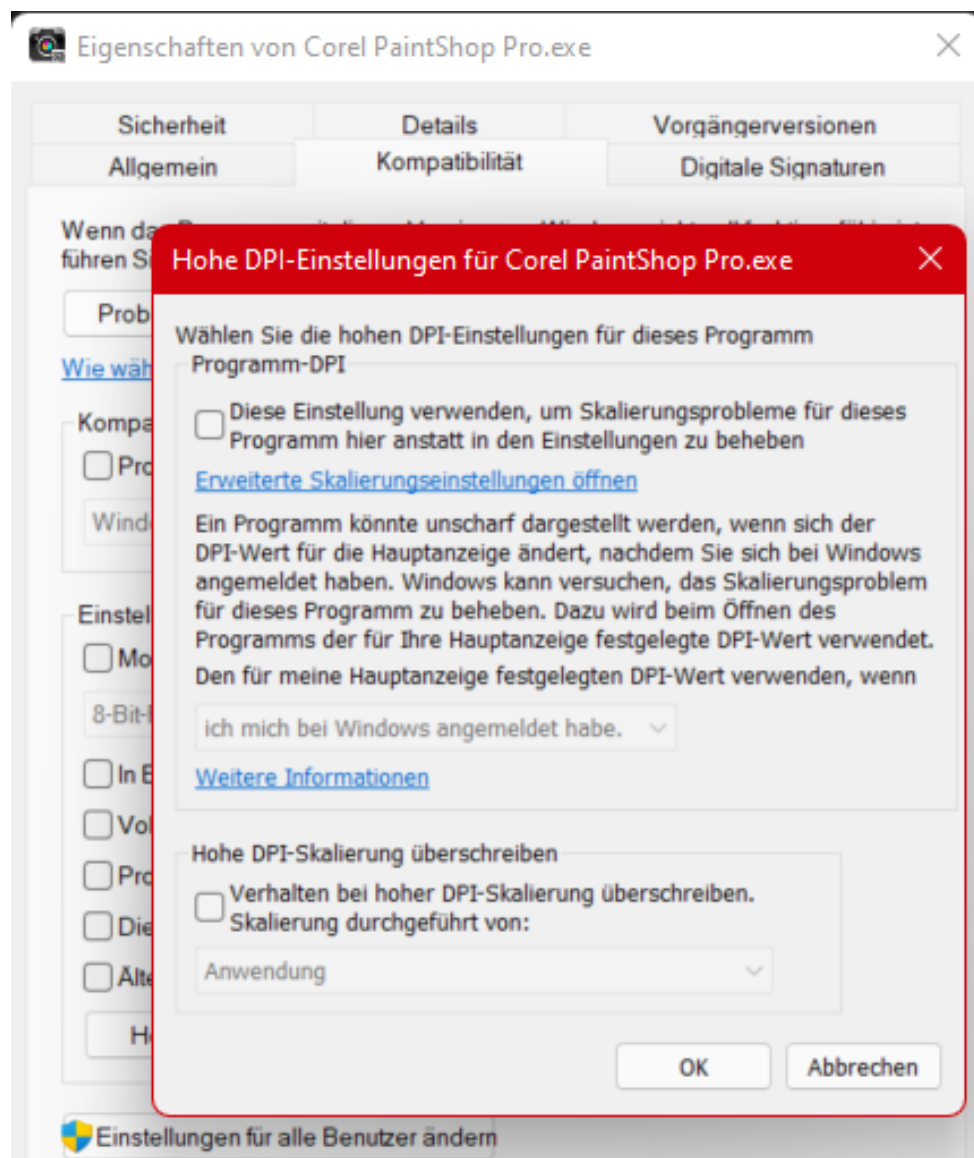 Eigenschaften von Corel PaintShop Pro.exe
Sicherheit Details Vorgängerversionen
Allgemein Kompatibilität Digitale Signaturen
Wenn
führen
Hohe DPI-Einstellungen für Corel PaintShop Pro.exe
Wählen Sie die hohen DPI-Einstellungen für dieses Programm
Programm-DPI
Diese Einstellung verwenden, um Skalierungsprobleme für dieses
Programm hier anstatt in den Einstellungen zu beheben
Erweiterte Skalierungseinstellungen öffnen
Ein Programm könnte unscharf dargestellt werden, wenn sich der
DPI-Wert für die Hauptanzeige ändert, nachdem Sie sich bei Windows
angemeldet haben. Windows kann versuchen, das Skalierungsproblem
für dieses Programm zu beheben. Dazu wird beim Öffnen des
Programms der für Ihre Hauptanzeige festgelegte DPI-Wert verwendet.
Den für meine Hauptanzeige festgelegten DPI-Wert verwenden, wenn
ich mich bei Windows angemeldet habe.
Weitere Informationen
Hohe DPI-Skalierung überschreiben
Verhalten bei hoher DPI-Skalierung überschreiben.
Skalierung durchgeführt von:
Anwendung
OK Abbrechen
Prob
Wie wäh
Kompa
Pro
Wind
Einstel
Mo
8-Bit-
In E
Vol
Pro
Die
Älte
Einstellungen für alle Benutzer ändern